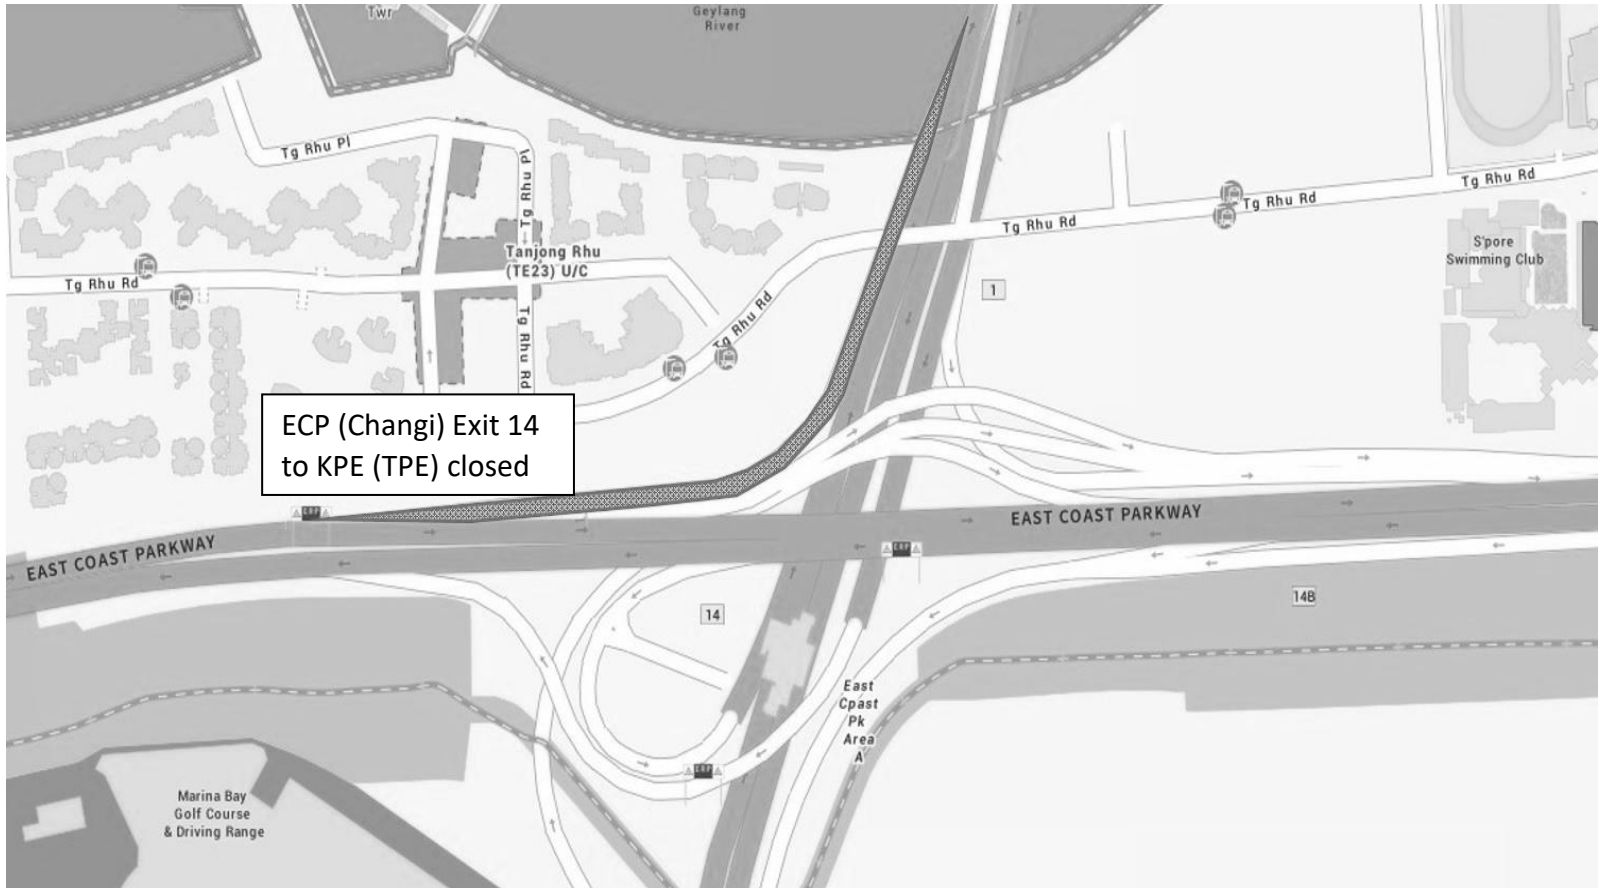 Twr
Geylang
River
Tg Rhu Pl
Tg Rhu Pl
Tg Rhu Rd
Tg Rhu Rd
S'pore
Swimming Club
Tanjong Rhu
(TE23) U/C
Tg Rhu Rd
Tg Rhu Rd
1
Tg Rhu Rd
Tg Rhu Rd
ECP (Changi) Exit 14
to KPE (TPE) closed
ERP
EAST COAST PARKWAY
EAST COAST PARKWAY
ERP
14
14B
East
Cpast
Pk
Area
A
ERP
Marina Bay
Golf Course
& Driving Range